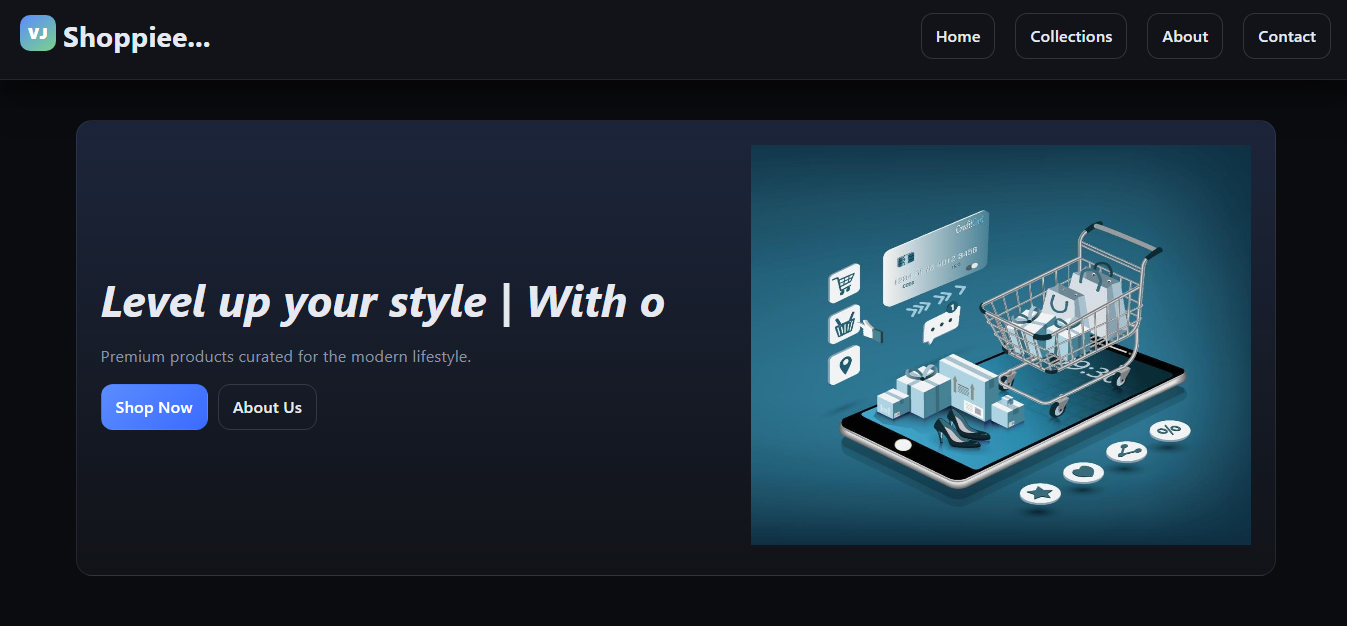 VJ Shoppiee...
Home
Collections
About
Contact
Level up your style | With o
Premium products curated for the modern lifestyle.
Shop Now
About Us
%